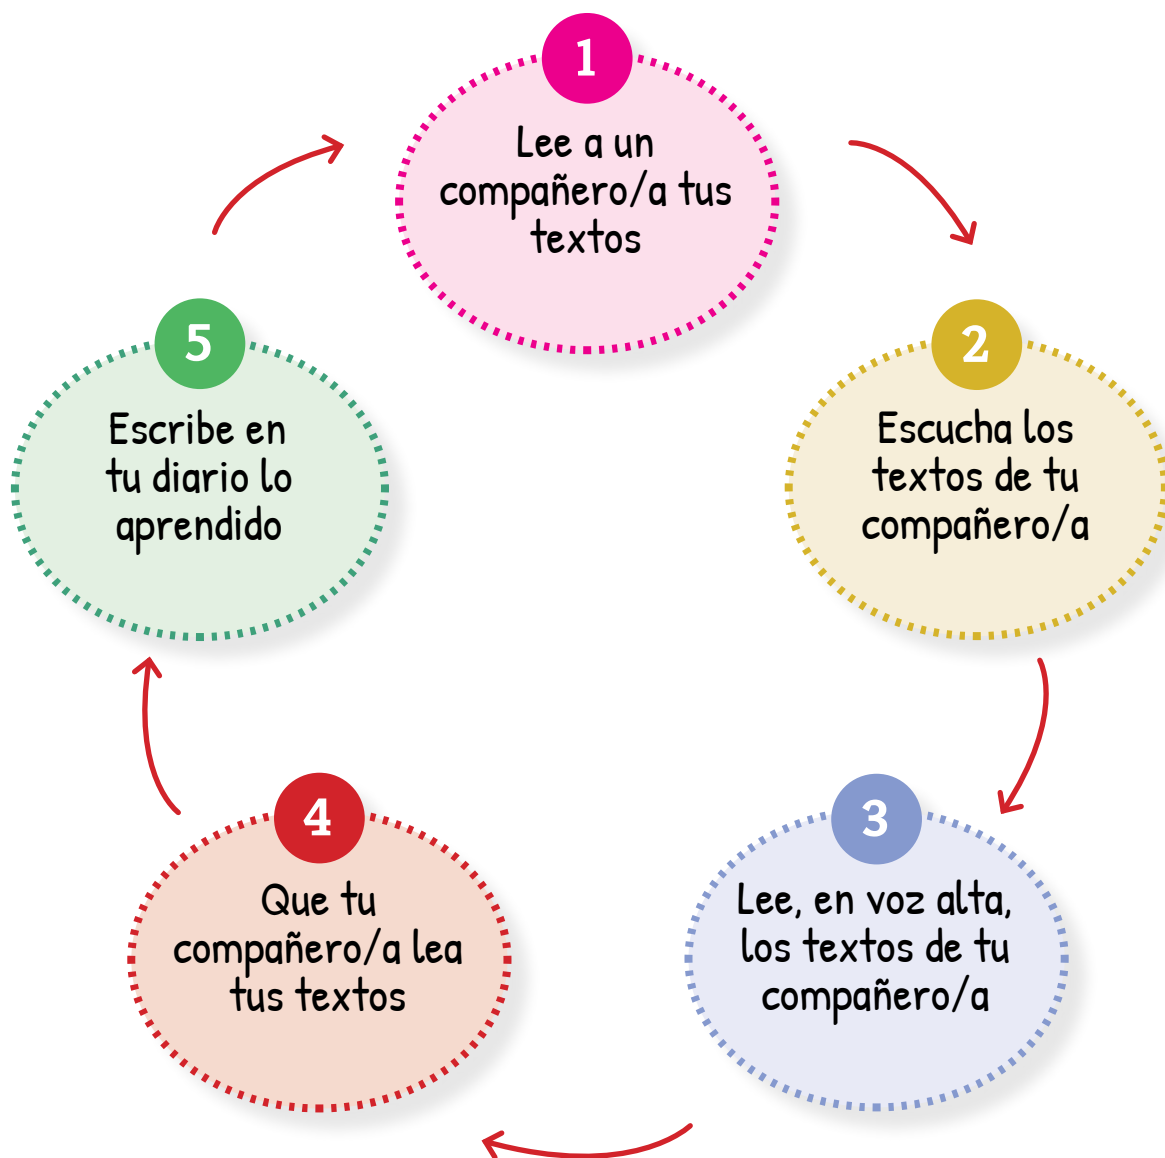 1
Lee a un
compañero/a tus
textos
2
Escucha los
textos de tu
compañero/a
3
Lee, en voz alta,
los textos de tu
compañero/a
4
Que tu
compañero/a lea
tus textos
5
Escribe en
tu diario lo
aprendido